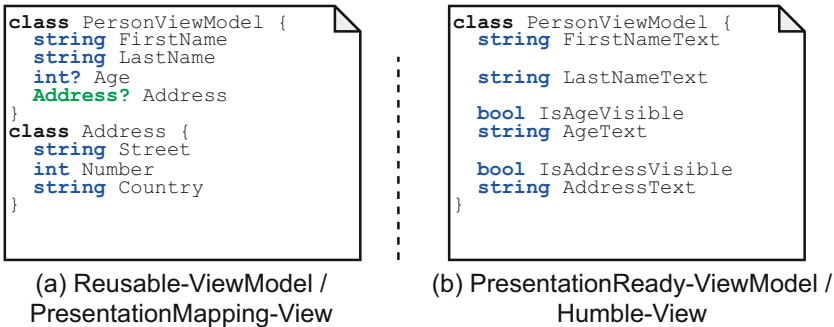 class PersonViewModel {
string FirstName
string LastName
int? Age
Address? Address
}
class Address {
string Street
int Number
string Country
}
(a) Reusable-ViewModel /
PresentationMapping-View
class PersonViewModel {
string FirstNameText
string LastNameText
bool IsAgeVisible
string AgeText
bool IsAddressVisible
string AddressText
}
(b) PresentationReady-ViewModel /
Humble-View